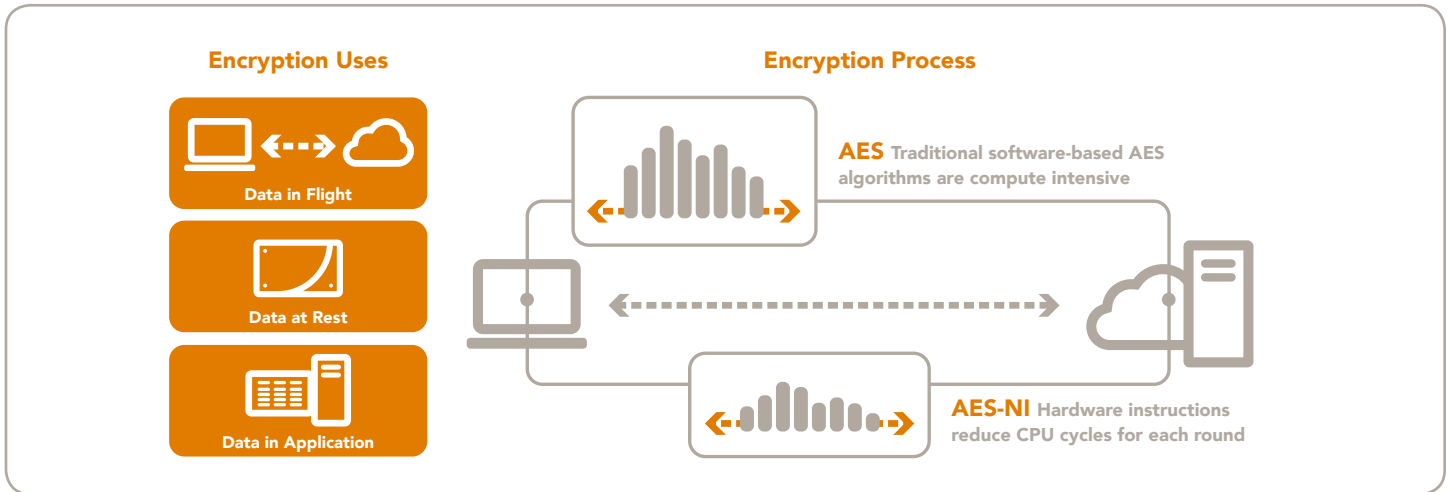 Encryption Uses
Data in Flight
Data at Rest
Data in Application
Encryption Process
AES Traditional software-based AES
algorithms are compute intensive
AES-NI Hardware instructions
reduce CPU cycles for each round